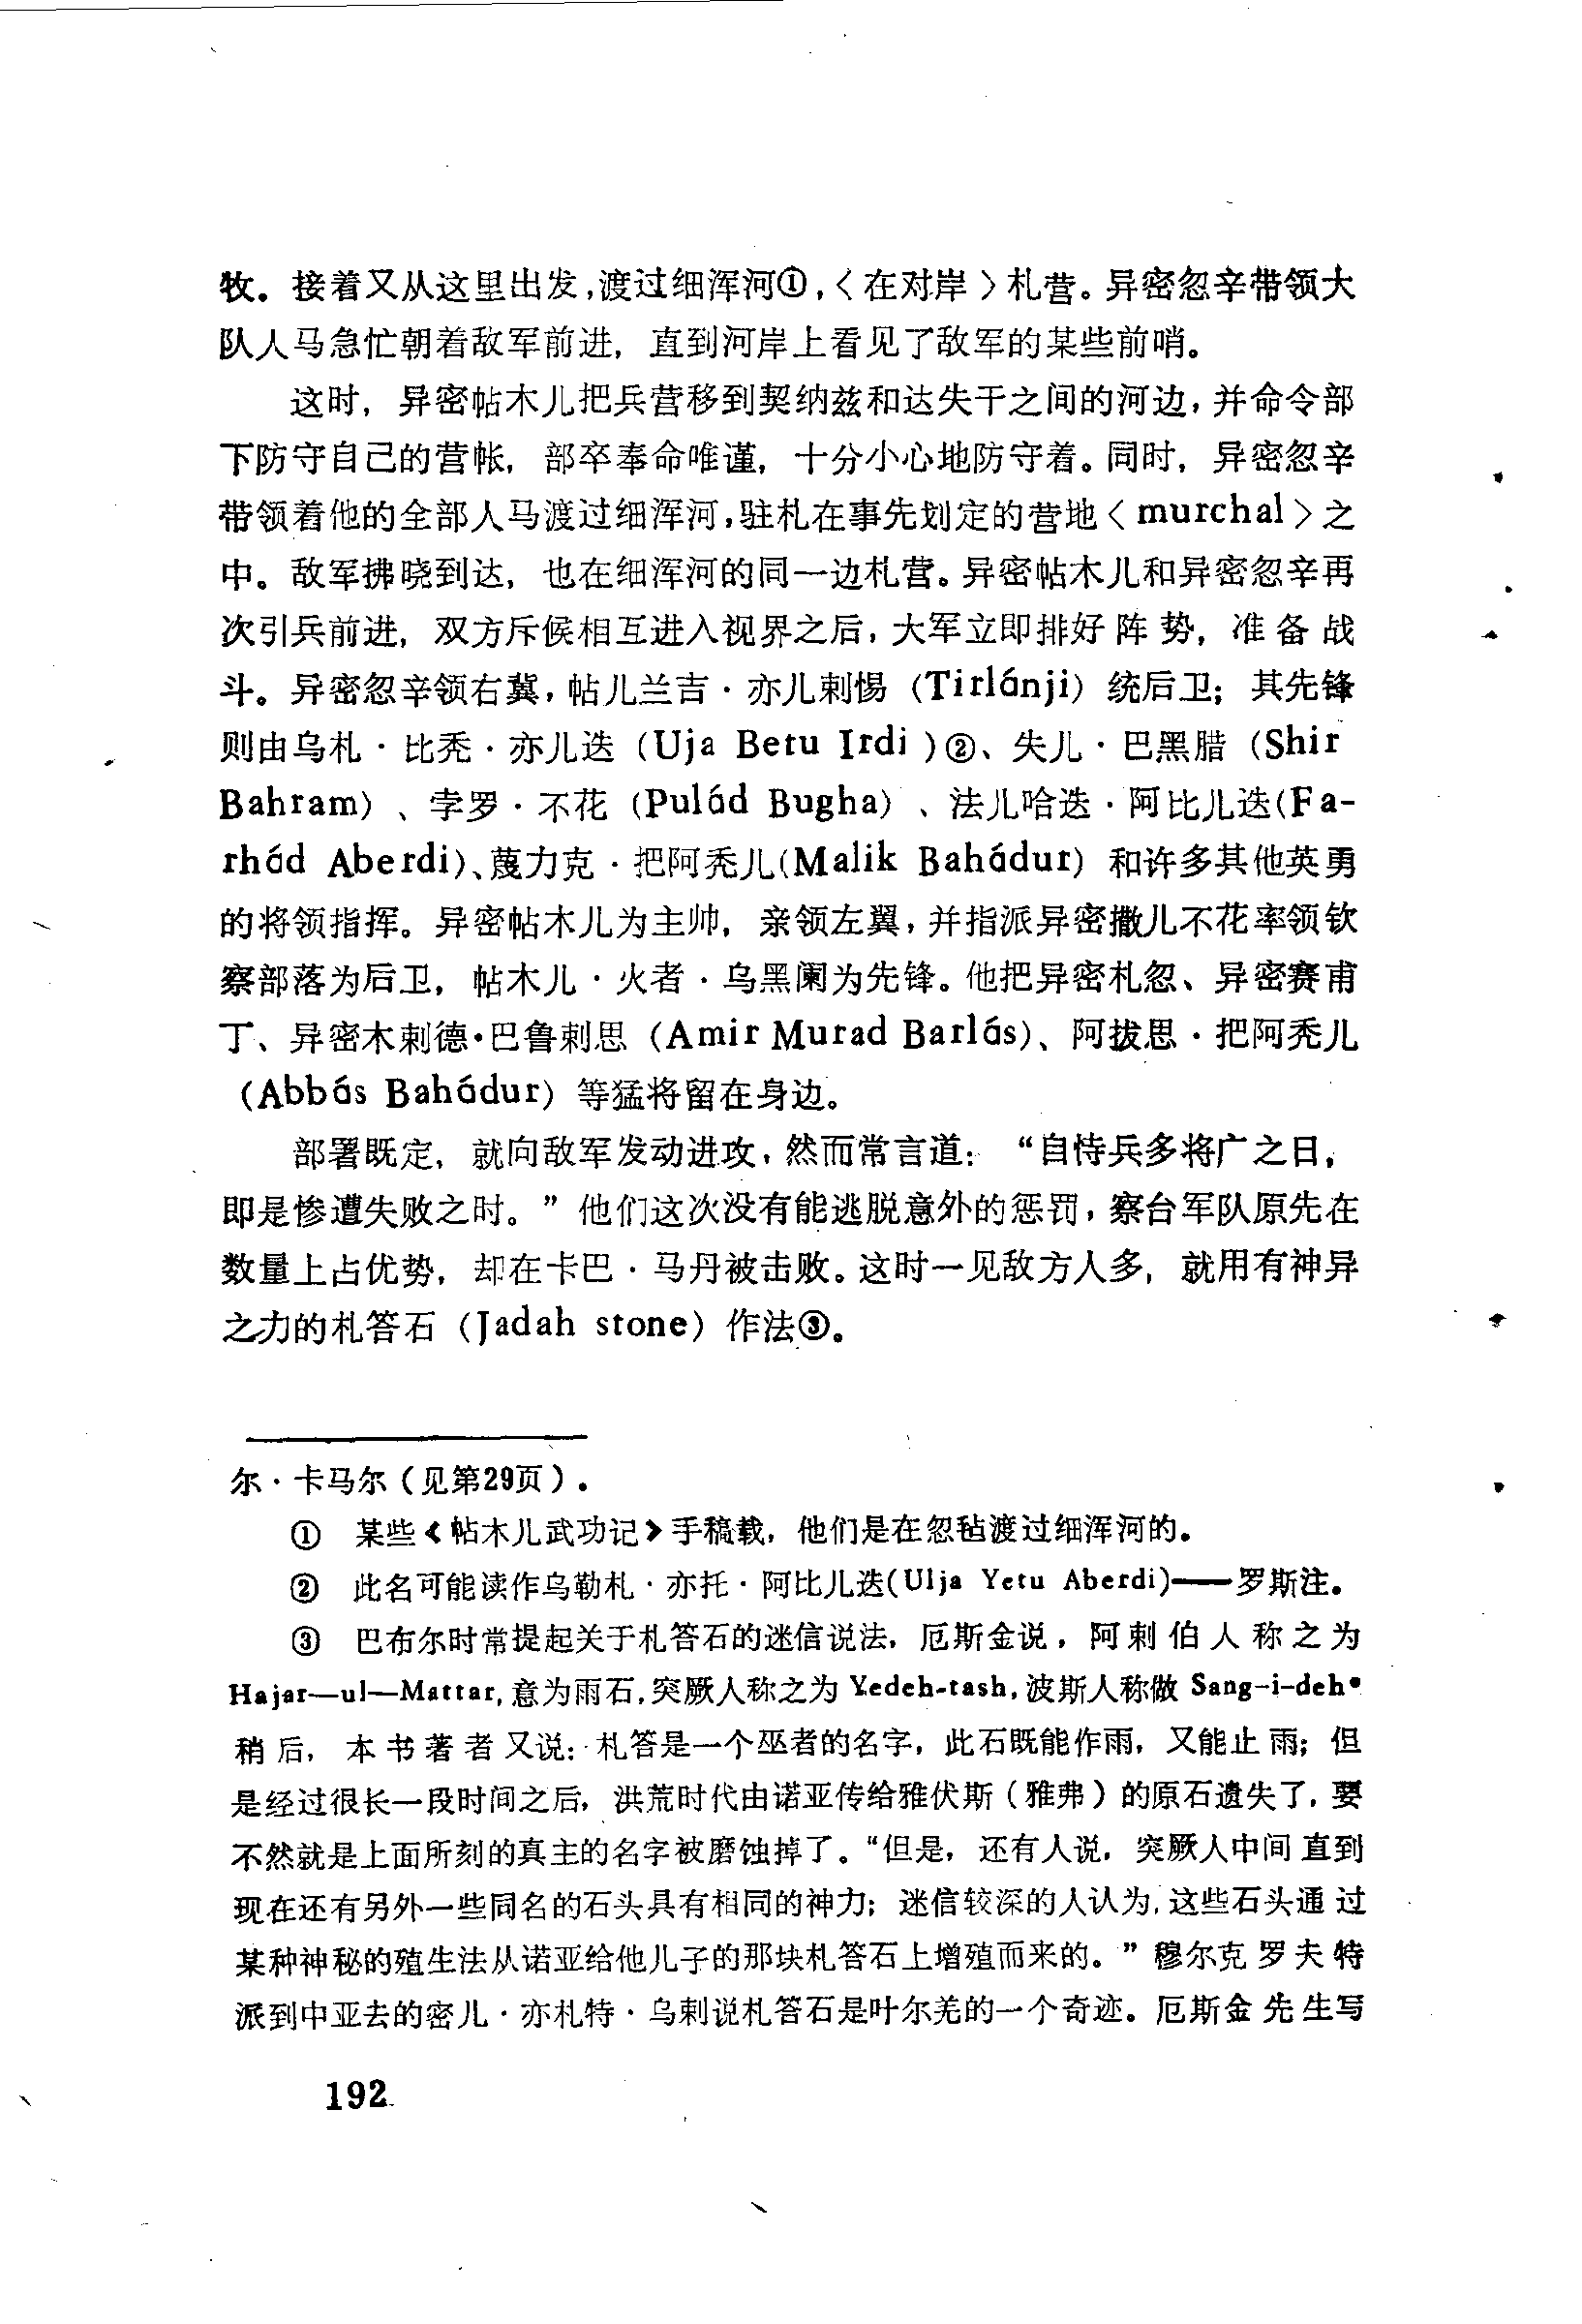 牧。接着又从这里出发，渡过细浑河①，〈在对岸〉札营。异密忽辛带领大
队人马急忙朝着敌军前进，直到河岸上看见了敌军的某些前哨。
这时，异密帖木儿把兵营移到契纳兹和达失干之间的河边，并命令部
下防守自己的营帐，部卒奉命唯谨，十分小心地防守着。同时，异密忽辛
带领着他的全部人马渡过细浑河，驻札在事先划定的营地〈murchal〉之
中。敌军拂晓到达，也在细浑河的同一边札营。异密帖木儿和异密忽辛再
次引兵前进，双方斥候相互进入视界之后，大军立即排好阵势，准备战
斗。异密忽辛领右冀，帖儿兰吉·亦儿剌惕（Tirlánji）统后卫；其先锋
则由乌札·比秃·亦儿迭（Uja Betu Irdi）②、失儿·巴黑腊（Shir
Bahram）、孛罗·不花（Puládd Bugha）、法儿哈迭·阿比儿迭（Fa-
rhád Aberdi）、蔑力克·把阿秃儿（Malik Bahádur）和许多其他英勇
的将领指挥。异密帖木儿为主帅，亲领左翼，并指派异密撒儿不花率领钦
察部落为后卫，帖木儿·火者·乌黑阑为先锋。他把异密札忽、异密赛甫
丁、异密木剌德·巴鲁剌思（Amir Murad Barlás）、阿拔思·把阿秃儿
（Abbás Bahádur）等猛将留在身边。
部署既定，就向敌军发动进攻，然而常言道：“自恃兵多将广之日，
即是惨遭失败之时。”他们这次没有能逃脱意外的惩罚，察台军队原先在
数量上占优势，却在卡巴·马丹被击败。这时一见敌方人多，就用有神异
之力的札答石（Jadah stone）作法③。
尔·卡马尔（见第29页）。
① 某些《帖木儿武功记》手稿载，他们是在忽毡渡过细浑河的。
② 此名可能读作乌勒札·亦托·阿比儿迭（Ulja Yetu Aberdi）——罗斯注。
③ 巴布尔时常提起关于札答石的迷信说法，厄斯金说，阿剌伯人称之为
Hajar—ul—Mattar，意为雨石，突厥人称之为Yedeh-tash，波斯人称做Sang-i-deh•
稍后，本书著者又说：札答是一个巫者的名字，此石既能作雨，又能止雨；但
是经过很长一段时间之后，洪荒时代由诺亚传给雅伏斯（雅弗）的原石遗失了，要
不然就是上面所刻的真主的名字被磨蚀掉了。“但是，还有人说，突厥人中间直到
现在还有另外一些同名的石头具有相同的神力；迷信较深的人认为，这些石头通过
某种神秘的殖生法从诺亚给他儿子的那块札答石上增殖而来的。”穆尔克罗夫特
派到中亚去的密儿·亦札特·乌剌说札答石是叶尔羌的一个奇迹。厄斯金先生写
192